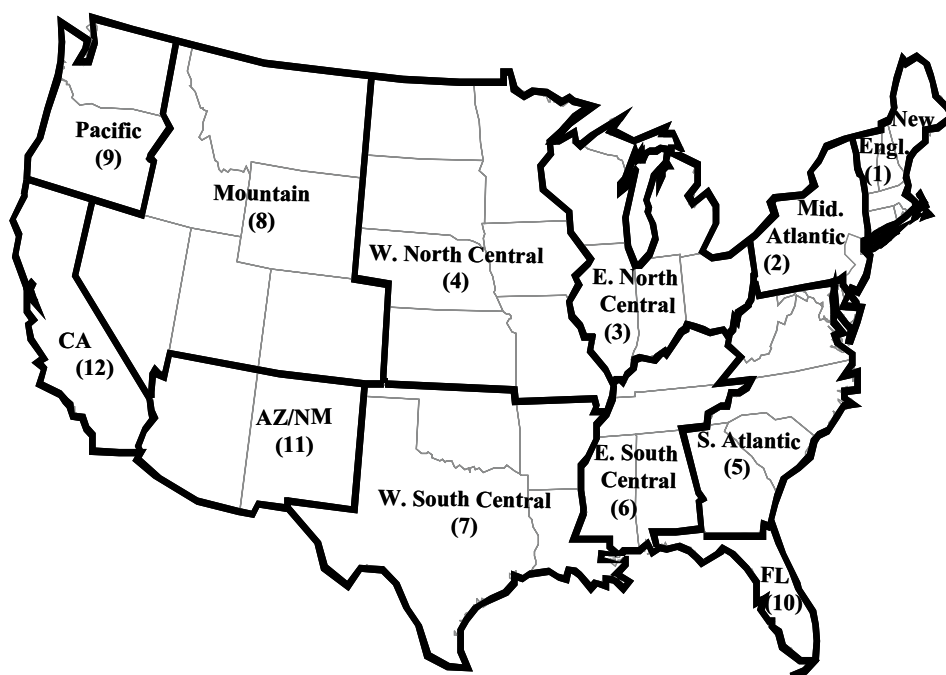 New
Engl.
(1)
Pacific
(9)
Mountain
(8)
Mid.
Atlantic
(2)
W. North Central
(4)
E. North
Central
(3)
CA
(12)
AZ/NM
(11)
S. Atlantic
(5)
E. South
Central
(6)
W. South Central
(7)
FL
(10)